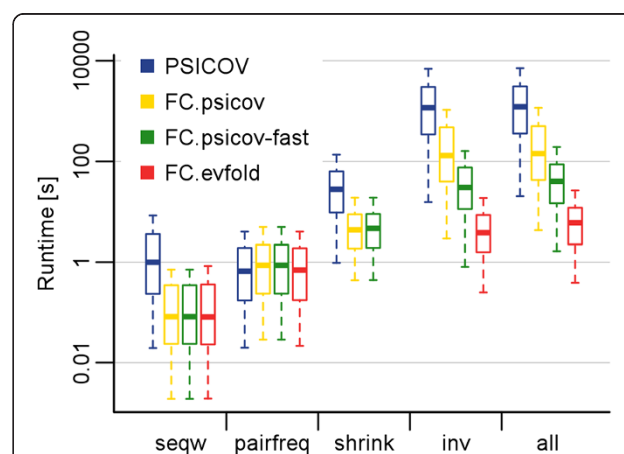 10000
100
1
0.01
Runtime [s]
PSICOV
FC.psicov
FC.psicov-fast
FC.evfold
seqw pairfreq shrink inv all